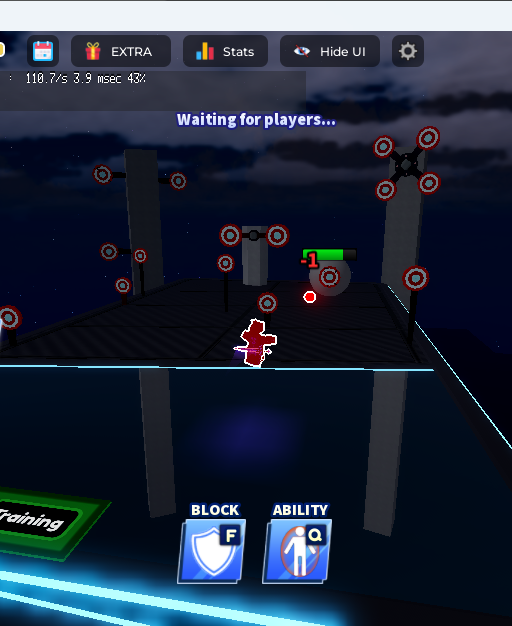 EXTRA
Stats
Hide UI
: 110.7/s 3.9 msec 43%
Waiting for players...
-1
Training
BLOCK
ABILITY
F
Q